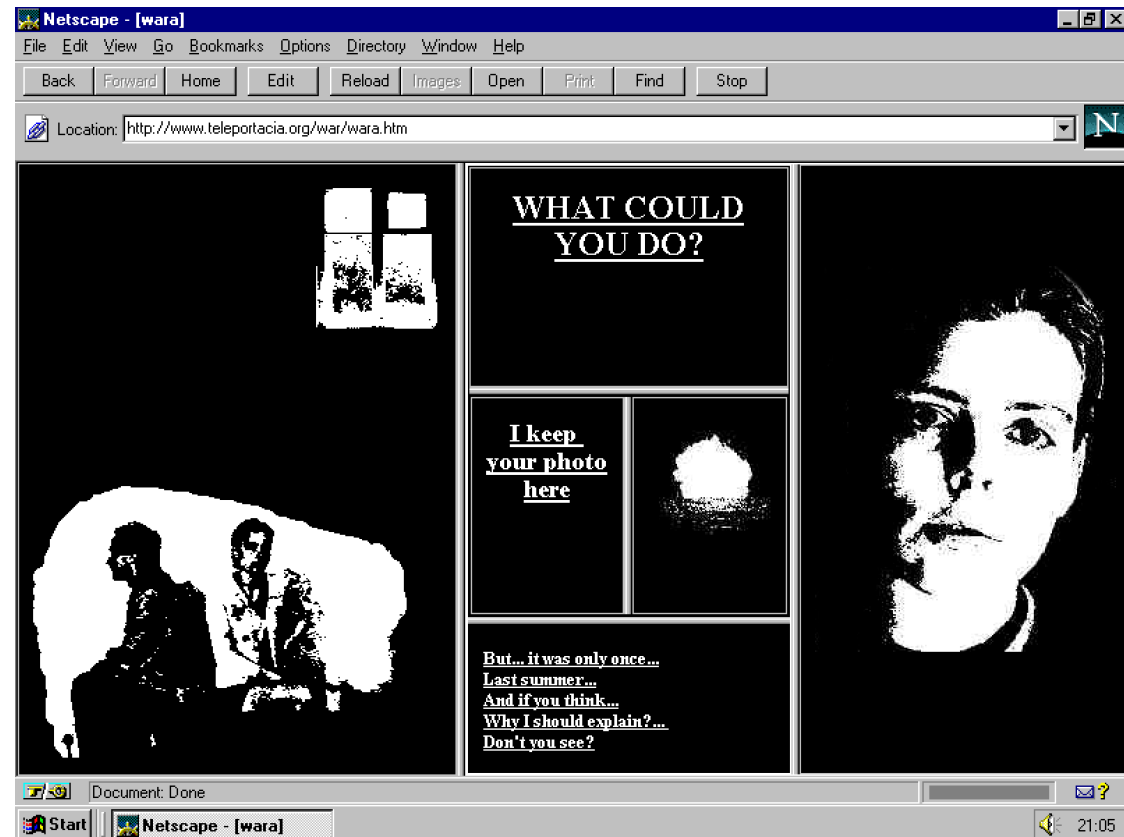 Netscape - [wara]
File Edit View Go Bookmarks Options Directory Window Help
Back Forward Home Edit Reload Images Open Print Find Stop
Location: http://www.teleportacia.org/war/wara.htm
N
WHAT COULD
YOU DO?
I keep
your photo
here
But... it was only once...
Last summer...
And if you think...
Why I should explain?...
Don't you see?
Document: Done
Start Netscape - [wara] 21:05